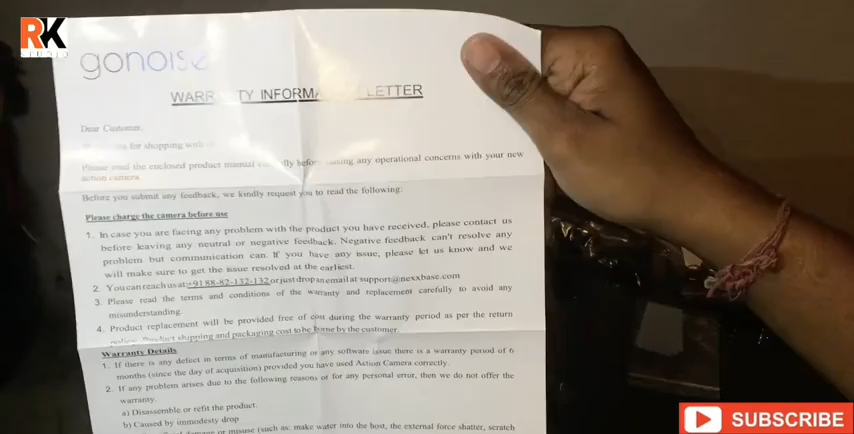 RK
STUDIO
gonoise
WARRANTY INFORMA LETTER
Dear Customer,
for shopping with
Please read the enclosed product manual before raising any operational concerns with your new
action camera.
Before you submit any feedback, we kindly request you to read the following:
Please charge the camera before use
1. In case you are facing any problem with the product you have received, please contact us
before leaving any neutral or negative feedback. Negative feedback can't resolve any
problem but communication can. If you have any issue, please let us know and we
will make sure to get the issue resolved at the earliest.
2. You can reach us at:+91 88-82-132-132 or just drop an email at support@nexxbase.com
3. Please read the terms and conditions of the warranty and replacement carefully to avoid any
misunderstanding.
4. Product replacement will be provided free of cost during the warranty period as per the return
policy. Product shipping and packaging cost to be borne by the customer.
Warranty Details
1. If there is any defect in terms of manufacturing or any software issue there is a warranty period of 6
months (since the day of acquisition) provided you have used Action Camera correctly.
2. If any problem arises due to the following reasons or for any personal error, then we do not offer the
warranty.
a) Disassemble or refit the product.
b) Caused by immodesty drop
damage or misuse (such as: make water into the host, the external force shatter, scratch
SUBSCRIBE